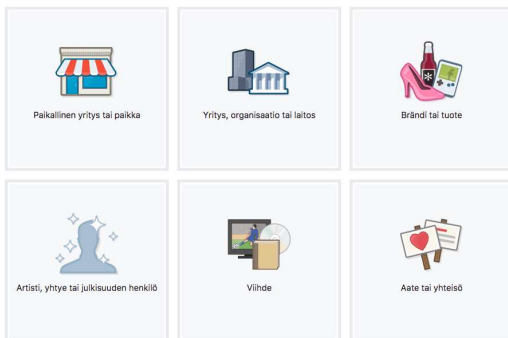 Paikallinen yritys tai paikka
Yritys, organisaatio tai laitos
Brändi tai tuote
Artisti, yhtye tai julkisuuden henkilö
Viihde
Aate tai yhteisö